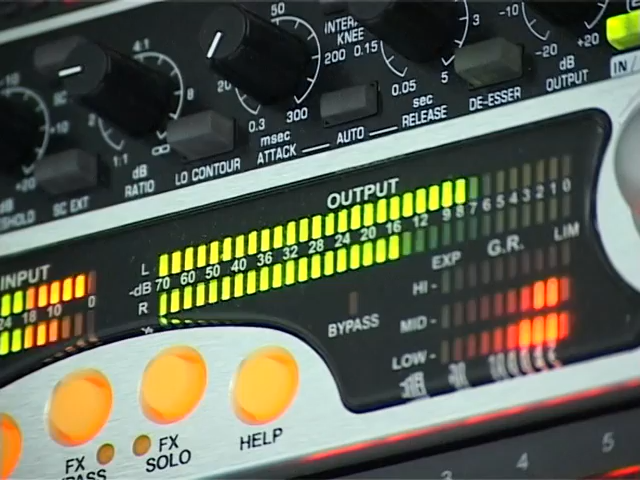 50
INTER
KNEE
4:1
200 0.15
3
-10
-20 +20
dB
OUTPUT
IN /
8
20
300
0.05
5
sec
RELEASE
DE-ESSER
+10
2
1:1
∞
0.3
msec
ATTACK
AUTO
LO CONTOUR
dB
RATIO
+20
SC EXT
OUTPUT
INPUT
L
-dB 70 60 50 40 36 32 28 24 20 16 12 9 8 7 6 5 4 3 2 1 0
R
24 18 10 0
BYPASS
EXP G.R. LIM
HI -
MID -
LOW -
FX
FX
SOLO
HELP
3 4 5